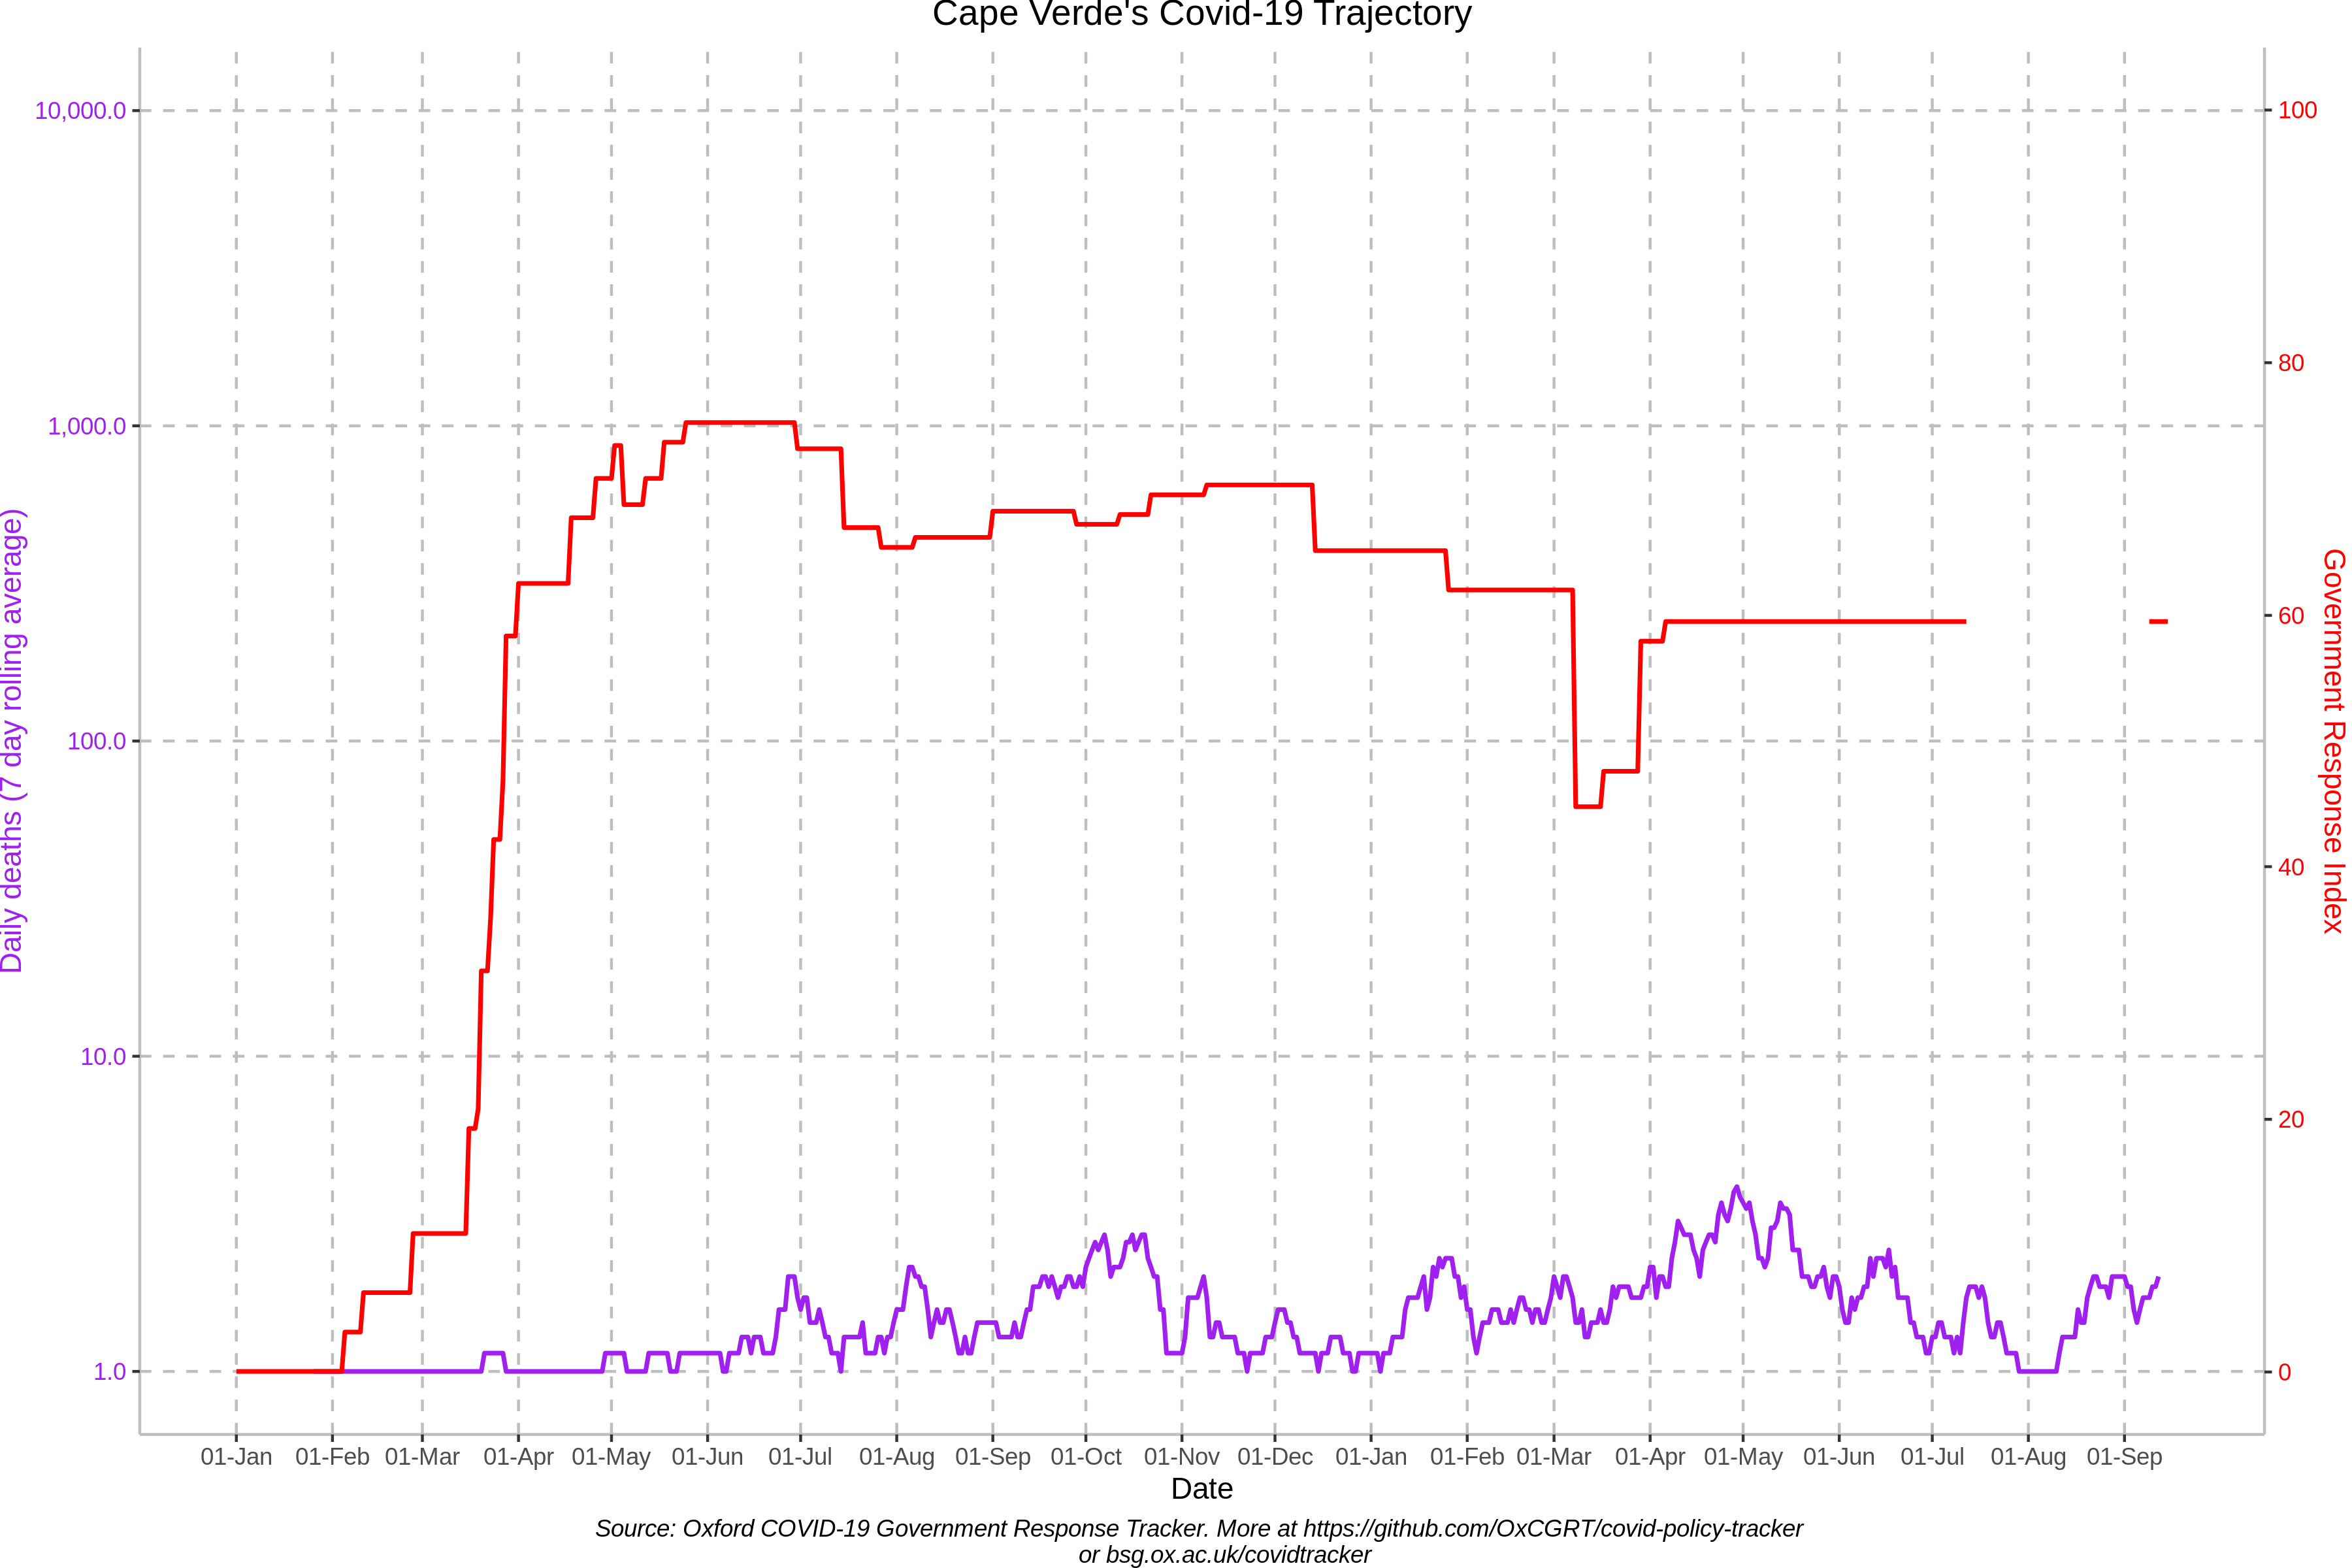 Cape Verde's Covid-19 Trajectory
10,000.0
1,000.0
100.0
10.0
1.0
Daily deaths (7 day rolling average)
100
80
60
40
20
0
Government Response Index
01-Jan 01-Feb 01-Mar 01-Apr 01-May 01-Jun 01-Jul 01-Aug 01-Sep 01-Oct 01-Nov 01-Dec 01-Jan 01-Feb 01-Mar 01-Apr 01-May 01-Jun 01-Jul 01-Aug 01-Sep
Date
Source: Oxford COVID-19 Government Response Tracker. More at https://github.com/OxCGRT/covid-policy-tracker
or bsg.ox.ac.uk/covidtracker